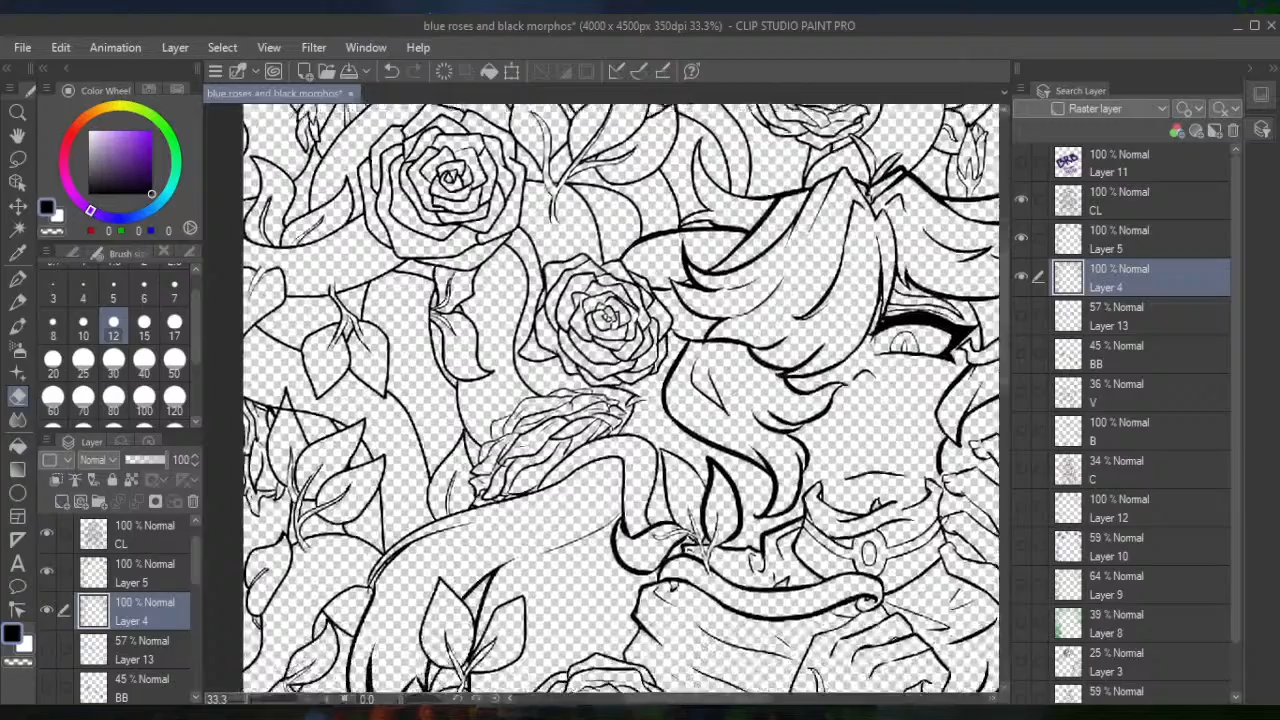 blue roses and black morphos* (4000 x 4500px 350dpi 33.3%) - CLIP STUDIO PAINT PRO
File Edit Animation Layer Select View Filter Window Help
Color Wheel
blue roses and black morphos*
Search Layer
Raster layer
BRB
100 % Normal
Layer 11
100 % Normal
CL
100 % Normal
Layer 5
100 % Normal
Layer 4
57 % Normal
Layer 13
45 % Normal
BB
36 % Normal
V
100 % Normal
B
34 % Normal
C
100 % Normal
Layer 12
59 % Normal
Layer 10
64 % Normal
Layer 9
39 % Normal
Layer 8
25 % Normal
Layer 3
59 % Normal
0 0 0
Brush size
3 4 5 6 7
8 10 12 15 17
20 25 30 40 50
60 70 80 100 120
Layer
Normal 100
100 % Normal
CL
100 % Normal
Layer 5
100 % Normal
Layer 4
57 % Normal
Layer 13
45 % Normal
BB
33.3 0.0